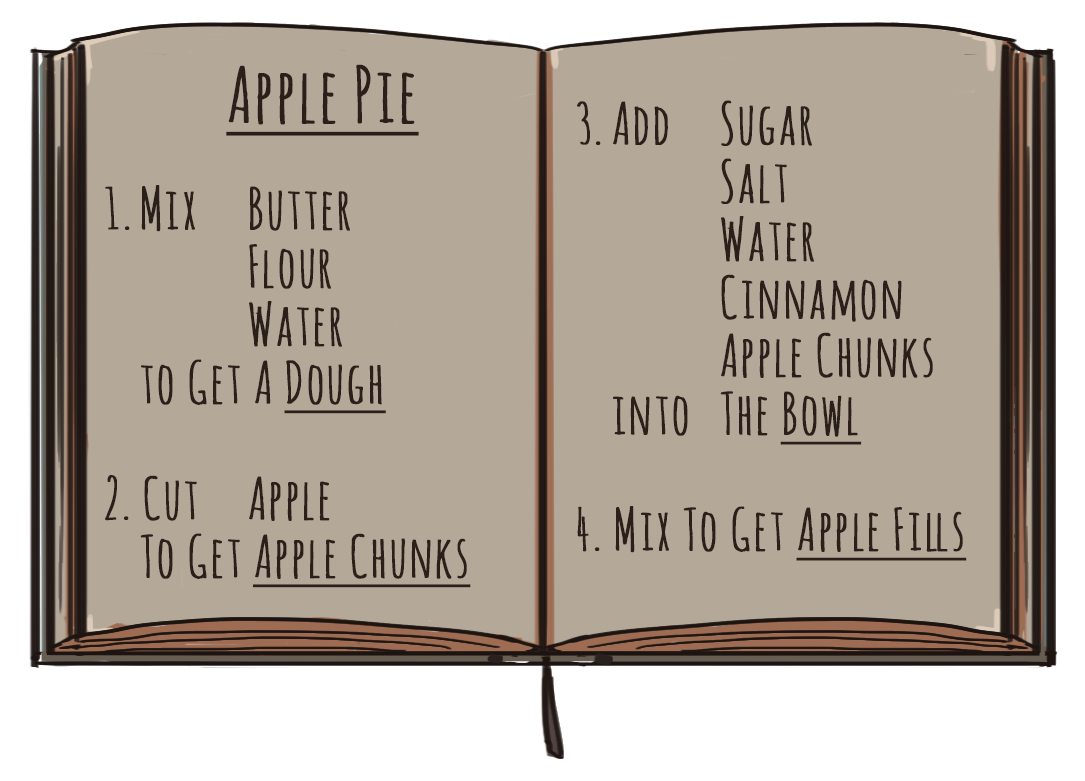 Apple Pie
1. Mix Butter
Flour
Water
to Get A Dough
2. Cut Apple
To Get Apple Chunks
3. Add Sugar
Salt
Water
Cinnamon
Apple Chunks
into The Bowl
4. Mix To Get Apple Fills